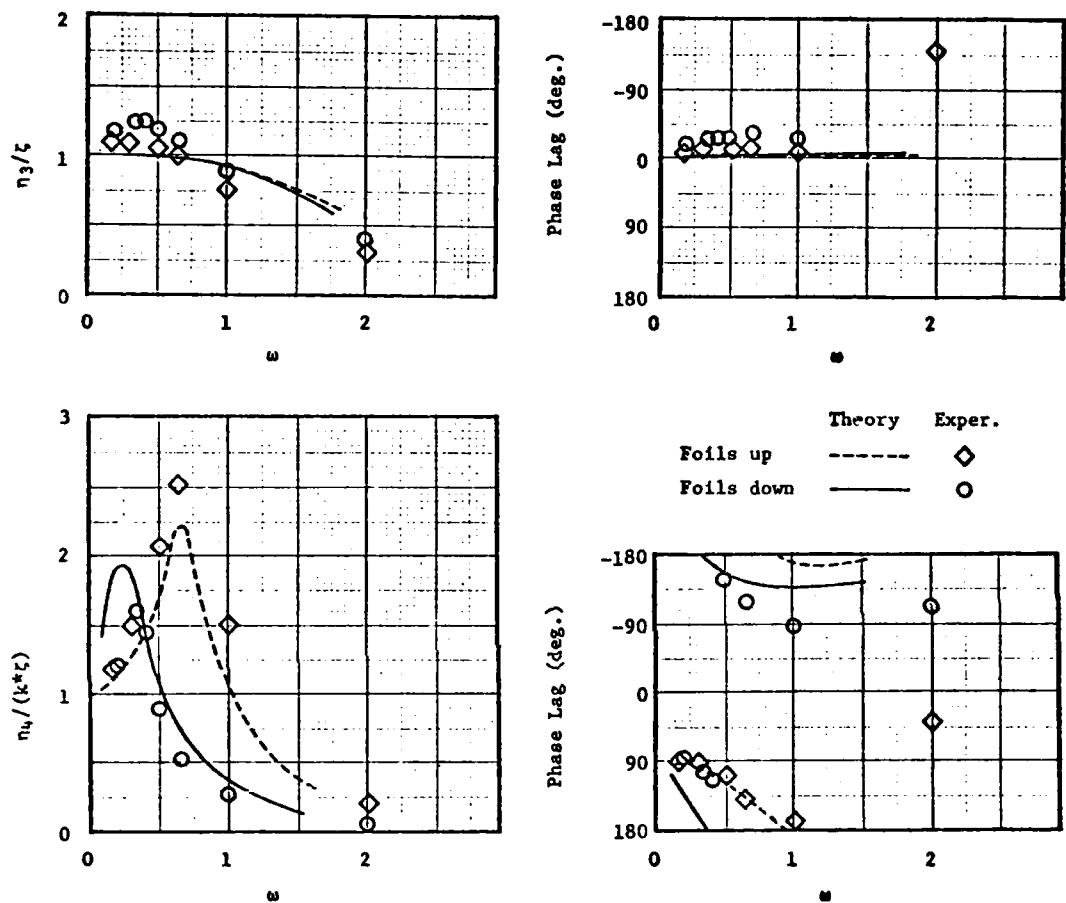 2
1
0
η₃/ζ
0 1 2
ω
-180
-90
0
90
180
Phase Lag (deg.)
0 1 2
ω
3
2
1
0
η₄/(k*ζ)
0 1 2
ω
Theory Exper.
Foils up
Foils down
-180
-90
0
90
180
Phase Lag (deg.)
0 1 2
ω